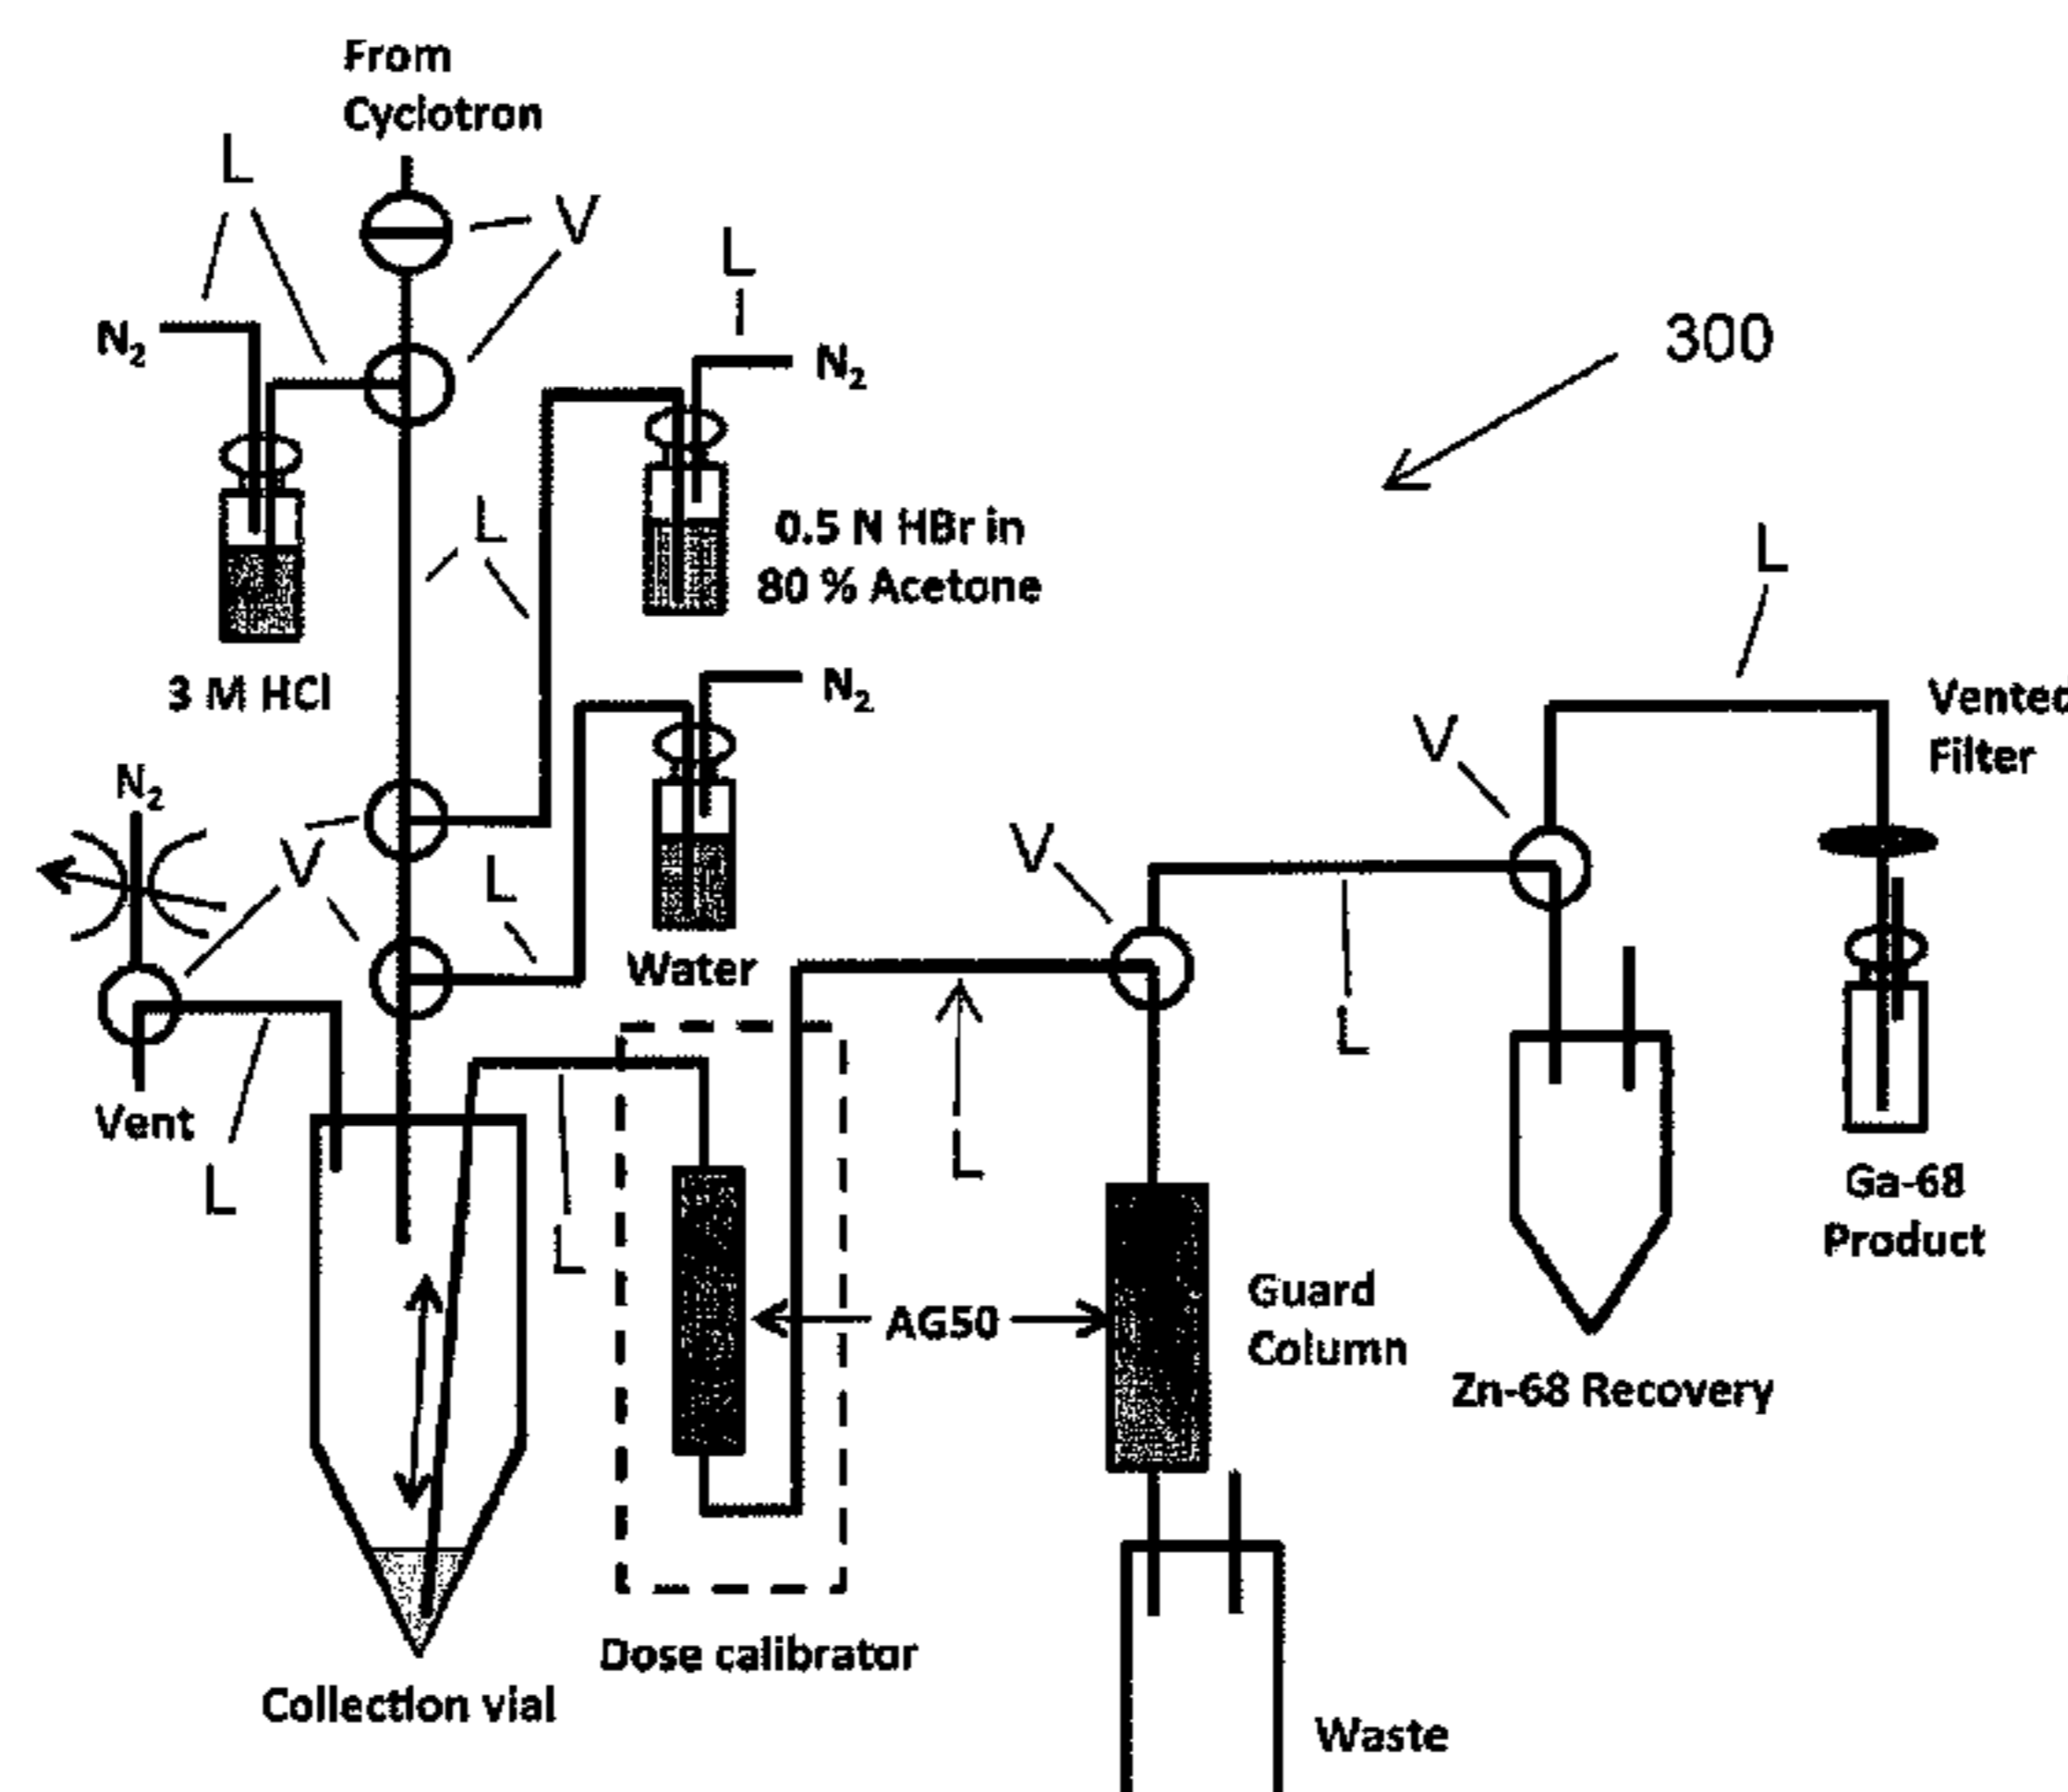 From
Cyclotron
L
V
L
N2
N2
300
L
0.5 N HBr in
80 % Acetone
L
3 M HCl
N2
Vented
Filter
V
N2
V
V
L
Water
L
Vent
L
L
L
Ga-68
Product
Guard
Column
AG50
Zn-68 Recovery
Dose calibrator
Collection vial
Waste